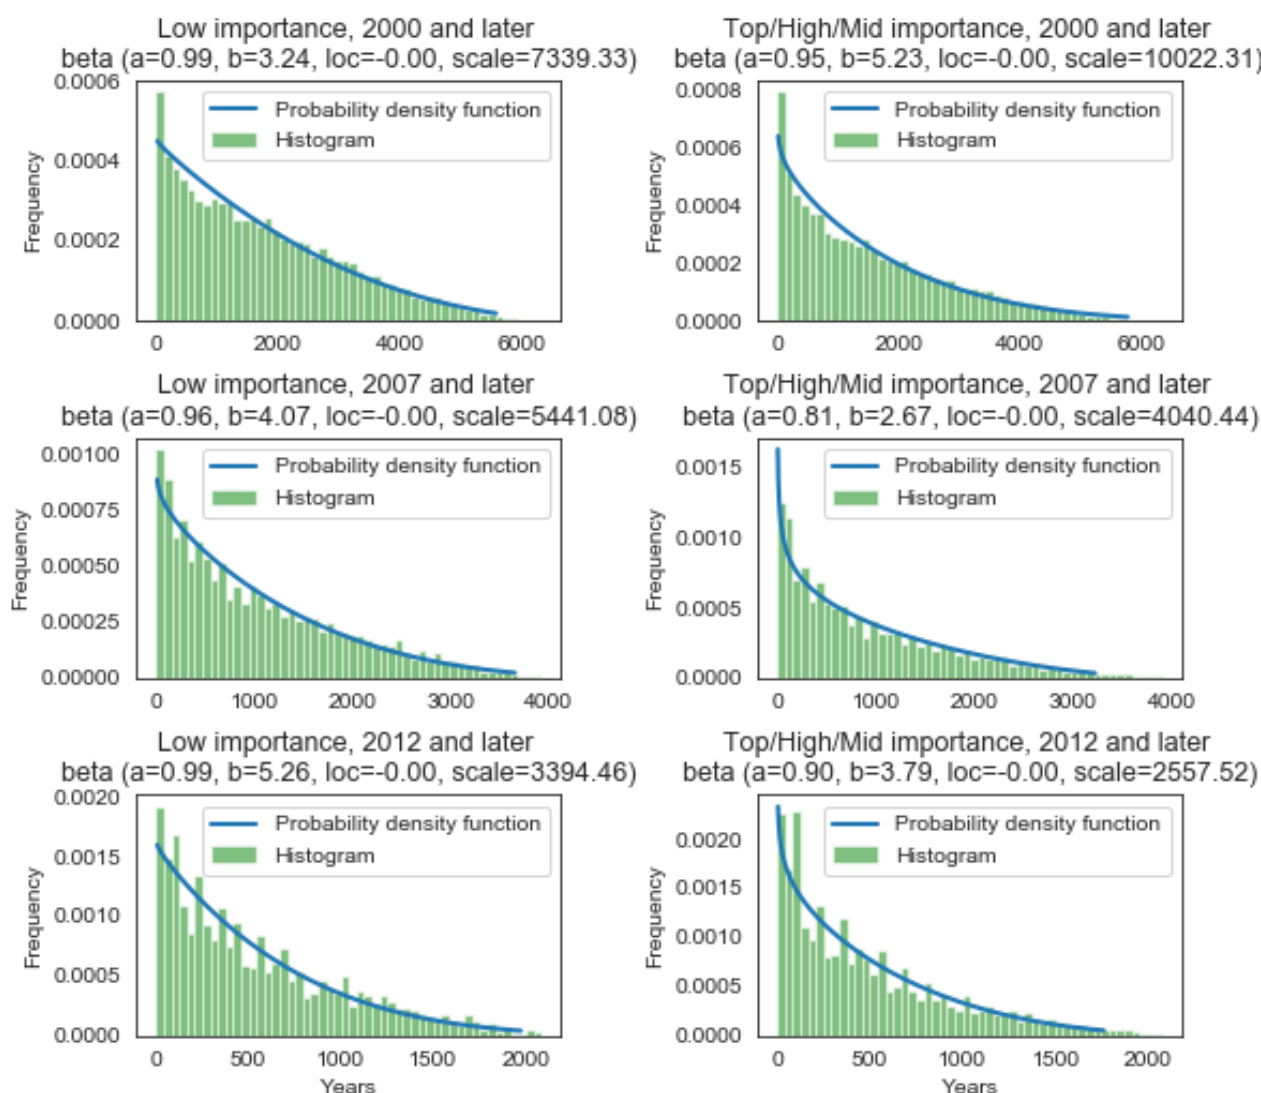 Low importance, 2000 and later
beta (a=0.99, b=3.24, loc=-0.00, scale=7339.33)
0.0006
0.0004
0.0002
0.0000
Frequency
Probability density function
Histogram
0
2000
4000
6000
Top/High/Mid importance, 2000 and later
beta (a=0.95, b=5.23, loc=-0.00, scale=10022.31)
0.0008
0.0006
0.0004
0.0002
0.0000
Frequency
Probability density function
Histogram
0
2000
4000
6000
Low importance, 2007 and later
beta (a=0.96, b=4.07, loc=-0.00, scale=5441.08)
0.00100
0.00075
0.00050
0.00025
0.00000
Frequency
Probability density function
Histogram
0
1000
2000
3000
4000
Top/High/Mid importance, 2007 and later
beta (a=0.81, b=2.67, loc=-0.00, scale=4040.44)
0.0015
0.0010
0.0005
0.0000
Frequency
Probability density function
Histogram
0
1000
2000
3000
4000
Low importance, 2012 and later
beta (a=0.99, b=5.26, loc=-0.00, scale=3394.46)
0.0020
0.0015
0.0010
0.0005
0.0000
Frequency
Probability density function
Histogram
0
500
1000
1500
2000
Years
Top/High/Mid importance, 2012 and later
beta (a=0.90, b=3.79, loc=-0.00, scale=2557.52)
0.0020
0.0015
0.0010
0.0005
0.0000
Frequency
Probability density function
Histogram
0
500
1000
1500
2000
Years